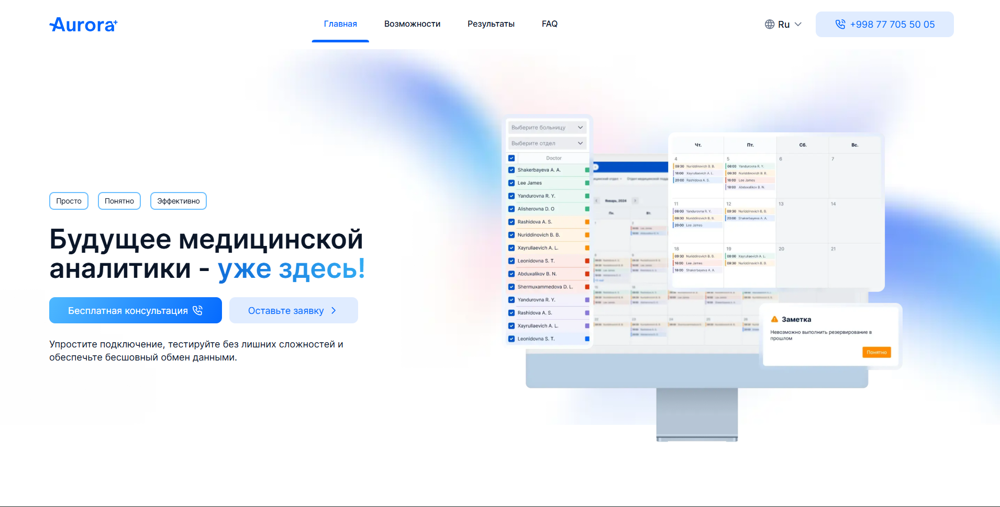 Aurora+
Главная
Возможности
Результаты
FAQ
Ru
+998 77 705 50 05
Просто
Понятно
Эффективно
Будущее медицинской
аналитики - уже здесь!
Бесплатная консультация
Оставьте заявку
Упростите подключение, тестируйте без лишних сложностей и
обеспечьте бесшовный обмен данными.
Выберите больницу
Выберите отдел
Doctor
Shakerbayeva A. A.
Lee James
Yandurovna R. Y.
Alisherovna D. O
Rashidova A. S.
Nuriddinovich B. B.
Xayrullaevich A. L.
Leonidovna S. T.
Abduxalikov B. N.
Shermuxammedova D. L.
Yandurovna R. Y.
Rashidova A. S.
Xayrullaevich A. L.
Leonidovna S. T.
Январь, 2024
Пн.
Вт.
Чт.
Пт.
Сб.
Вс.
4
09:30 Nuriddinovich B. B.
18:00 Xayrullaevich A. L.
20:00 Rashidova A. S.
5
08:00 Yandurovna R. Y.
09:30 Nuriddinovich B. B.
16:00 Lee James
18:00 Abduxalikov B. N.
6
7
11
08:00 Yandurovna R. Y.
09:30 Nuriddinovich B. B.
20:00 Lee James
12
09:30 Nuriddinovich B. B.
20:00 Shakerbayeva A. A.
13
14
18
09:30 Nuriddinovich B. B.
16:00 Lee James
18:00 Shakerbayeva A. A.
19
08:00 Xayrullaevich A. L.
09:30 Nuriddinovich B. B.
20
21
Заметка
Невозможно выполнить резервирование в
прошлом
Понятно